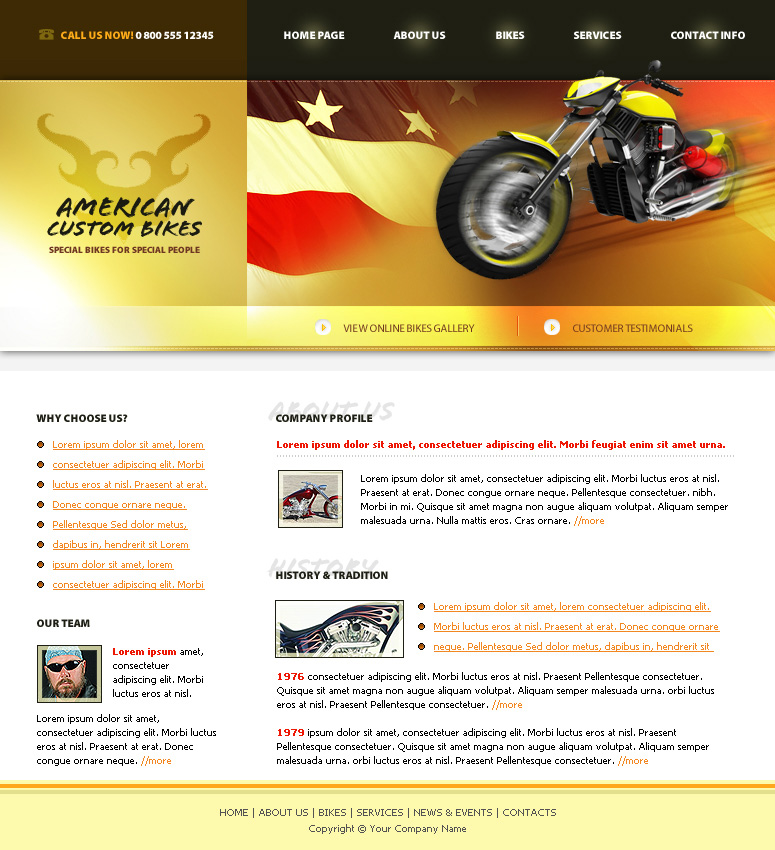 CALL US NOW! 0 800 555 12345
HOME PAGE ABOUT US BIKES SERVICES CONTACT INFO
AMERICAN
CUSTOM BIKES
SPECIAL BIKES FOR SPECIAL PEOPLE
VIEW ONLINE BIKES GALLERY
CUSTOMER TESTIMONIALS
WHY CHOOSE US?
Lorem ipsum dolor sit amet, lorem
consectetuer adipiscing elit. Morbi
luctus eros at nisl. Praesent at erat.
Donec congue ornare neque.
Pellentesque Sed dolor metus,
dapibus in, hendrerit sit Lorem
ipsum dolor sit amet, lorem
consectetuer adipiscing elit. Morbi
OUR TEAM
Lorem ipsum amet,
consectetuer
adipiscing elit. Morbi
luctus eros at nisl.
Lorem ipsum dolor sit amet,
consectetuer adipiscing elit. Morbi luctus
eros at nisl. Praesent at erat. Donec
congue ornare neque. //more
ABOUT US
COMPANY PROFILE
Lorem ipsum dolor sit amet, consectetuer adipiscing elit. Morbi feugiat enim sit amet urna.
Lorem ipsum dolor sit amet, consectetuer adipiscing elit. Morbi luctus eros at nisl.
Praesent at erat. Donec congue ornare neque. Pellentesque consectetuer. nibh.
Morbi in mi. Quisque sit amet magna non augue aliquam volutpat. Aliquam semper
malesuada urna. Nulla mattis eros. Cras ornare. //more
HISTORY
HISTORY & TRADITION
Lorem ipsum dolor sit amet, lorem consectetuer adipiscing elit.
Morbi luctus eros at nisl. Praesent at erat. Donec congue ornare
neque. Pellentesque Sed dolor metus, dapibus in, hendrerit sit
1976 consectetuer adipiscing elit. Morbi luctus eros at nisl. Praesent Pellentesque consectetuer.
Quisque sit amet magna non augue aliquam volutpat. Aliquam semper malesuada urna. orbi luctus
eros at nisl. Praesent Pellentesque consectetuer. //more
1979 ipsum dolor sit amet, consectetuer adipiscing elit. Morbi luctus eros at nisl. Praesent
Pellentesque consectetuer. Quisque sit amet magna non augue aliquam volutpat. Aliquam semper
malesuada urna. orbi luctus eros at nisl. Praesent Pellentesque consectetuer. //more
HOME | ABOUT US | BIKES | SERVICES | NEWS & EVENTS | CONTACTS
Copyright © Your Company Name